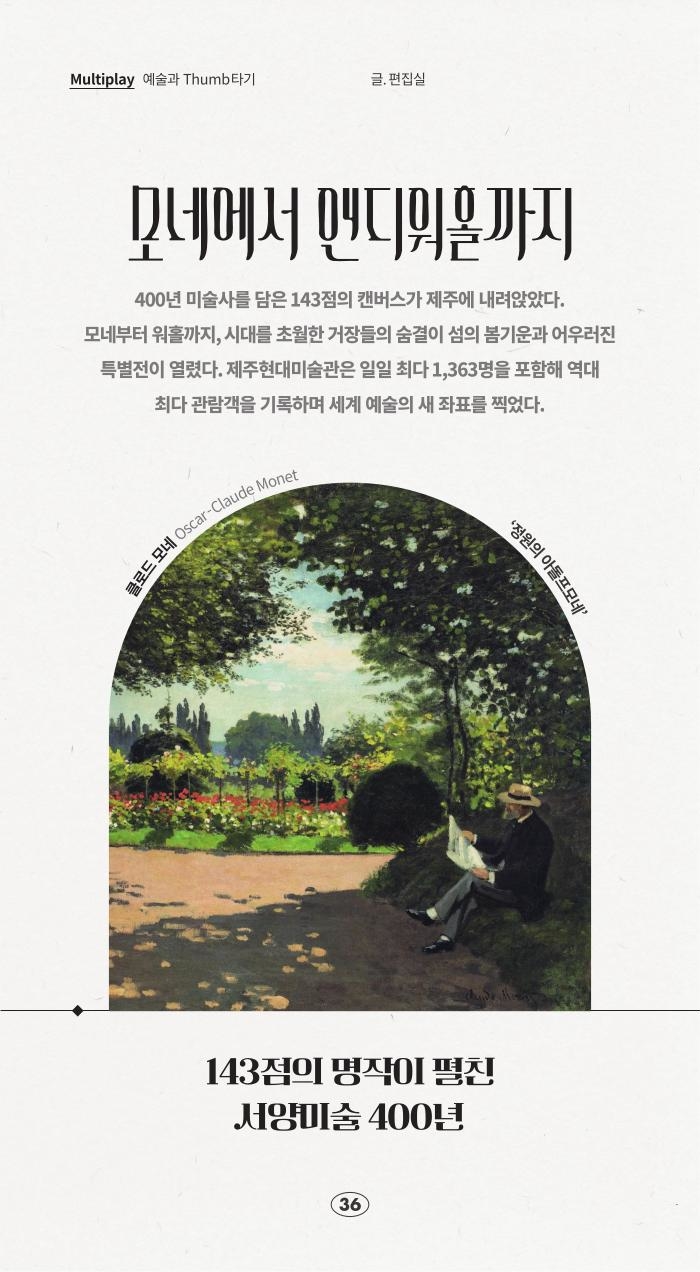 Multiplay 예술과 Thumb타기
글. 편집실
모네에서 앤디워홀까지
400년 미술사를 담은 143점의 캔버스가 제주에 내려앉았다.
모네부터 워홀까지, 시대를 초월한 거장들의 숨결이 섬의 봄기운과 어우러진
특별전이 열렸다. 제주현대미술관은 일일 최다 1,363명을 포함해 역대
최다 관람객을 기록하며 세계 예술의 새 좌표를 찍었다.
클로드 모네 Oscar-Claude Monet
‘정원의 아돌프모네’
Claude Monet
143점의 명작이 펼친
서양미술 400년
36